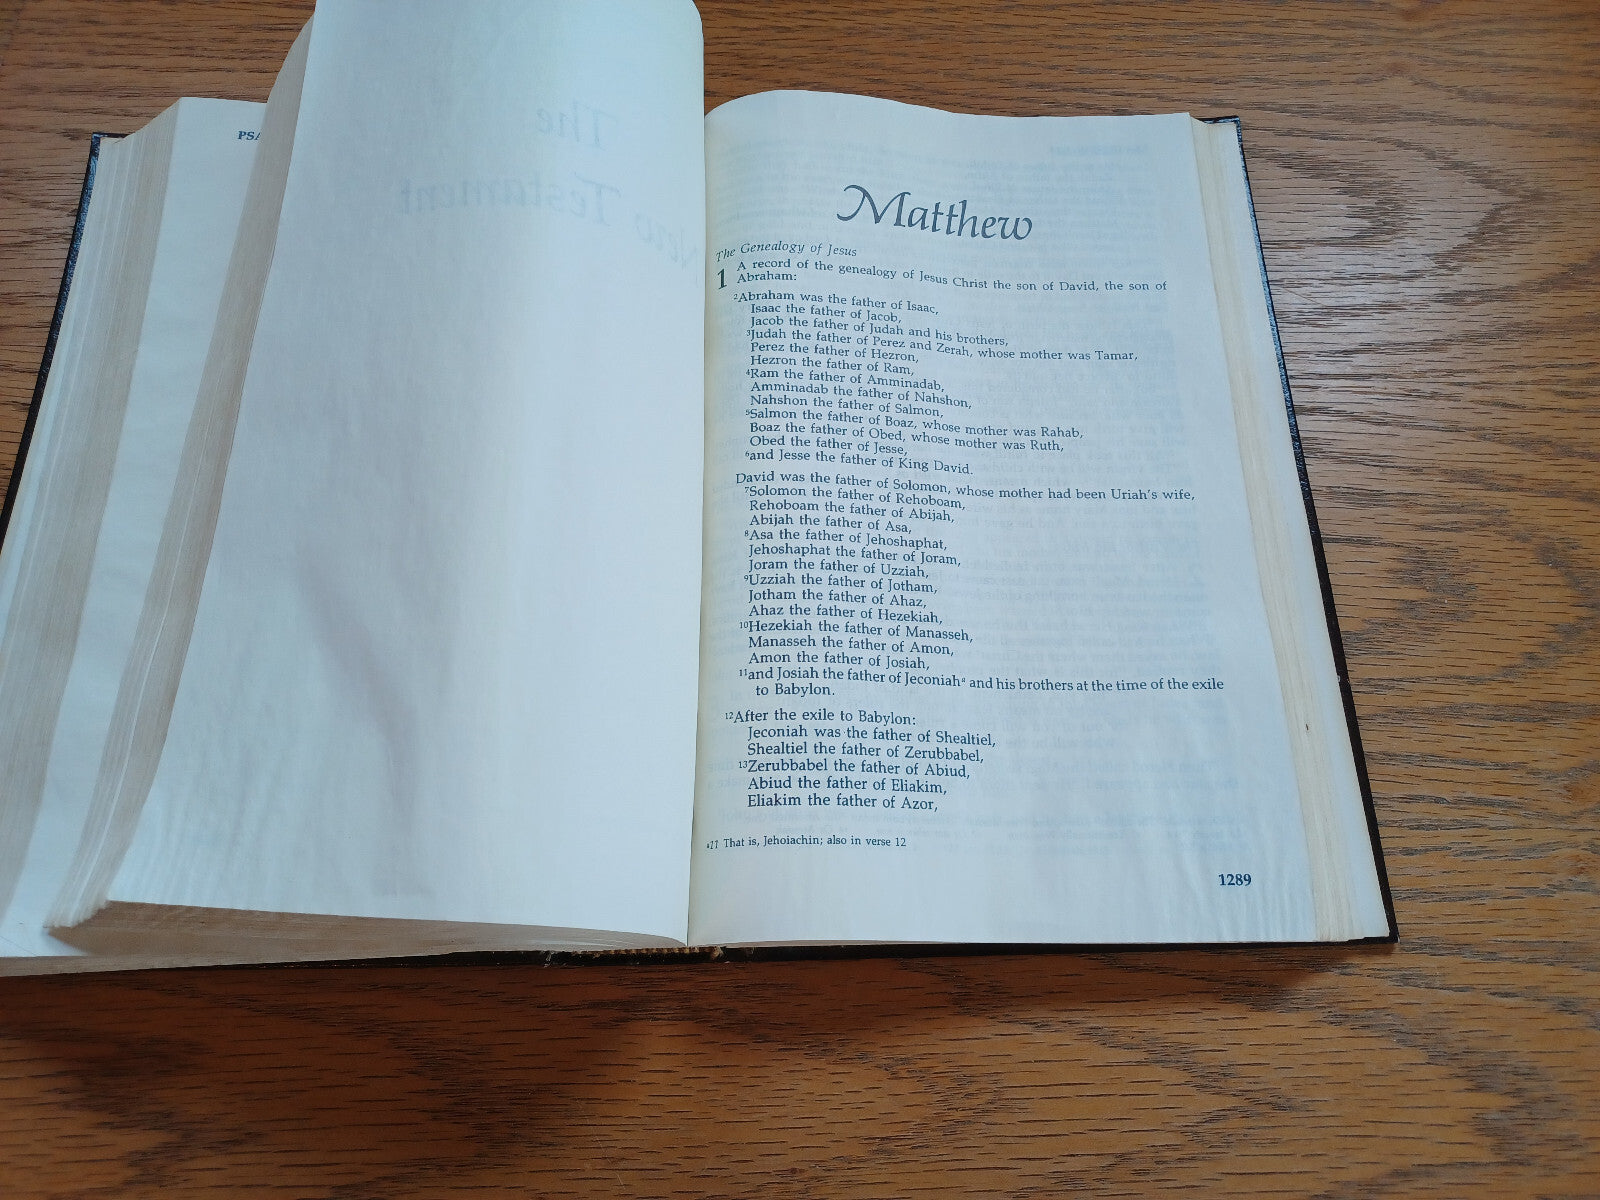 PSA
The
New Testament
Matthew
The Genealogy of Jesus
1 A record of the genealogy of Jesus Christ the son of David, the son of
Abraham:
2Abraham was the father of Isaac,
Isaac the father of Jacob,
Jacob the father of Judah and his brothers,
3Judah the father of Perez and Zerah, whose mother was Tamar,
Perez the father of Hezron,
Hezron the father of Ram,
4Ram the father of Amminadab,
Amminadab the father of Nahshon,
Nahshon the father of Salmon,
5Salmon the father of Boaz, whose mother was Rahab,
Boaz the father of Obed, whose mother was Ruth,
Obed the father of Jesse,
6and Jesse the father of King David.
David was the father of Solomon, whose mother had been Uriah's wife,
7Solomon the father of Rehoboam,
Rehoboam the father of Abijah,
Abijah the father of Asa,
8Asa the father of Jehoshaphat,
Jehoshaphat the father of Joram,
Joram the father of Uzziah,
9Uzziah the father of Jotham,
Jotham the father of Ahaz,
Ahaz the father of Hezekiah,
10Hezekiah the father of Manasseh,
Manasseh the father of Amon,
Amon the father of Josiah,
11and Josiah the father of Jeconiaha and his brothers at the time of the exile
to Babylon.
12After the exile to Babylon:
Jeconiah was the father of Shealtiel,
Shealtiel the father of Zerubbabel,
13Zerubbabel the father of Abiud,
Abiud the father of Eliakim,
Eliakim the father of Azor,
a11 That is, Jehoiachin; also in verse 12
1289